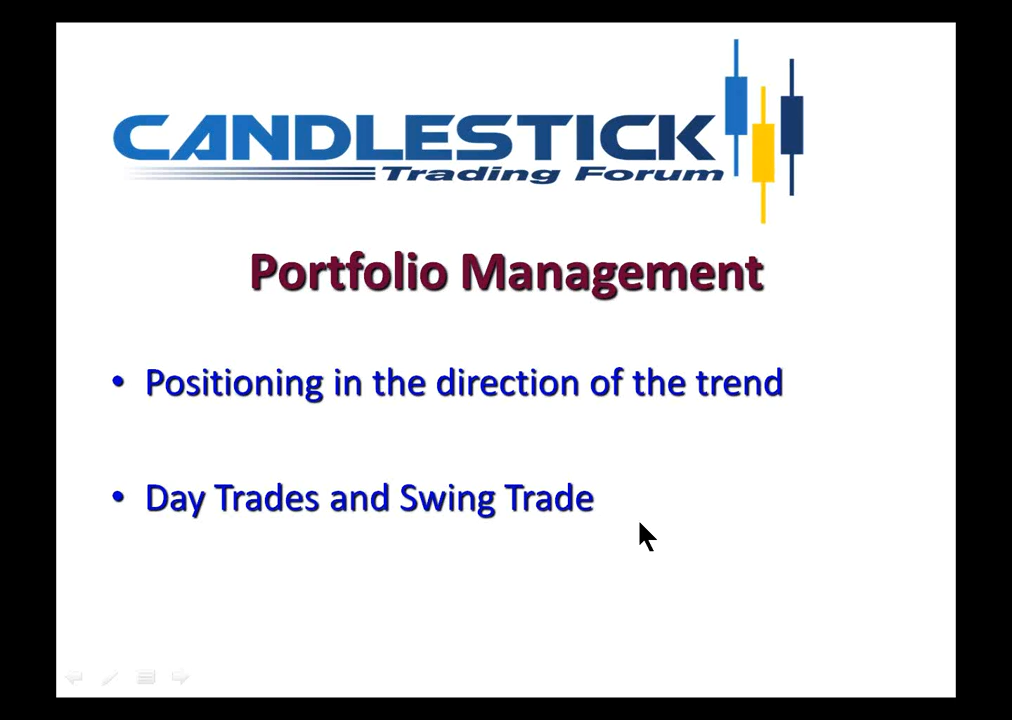 CANDLESTICK
Trading Forum
Portfolio Management
• Positioning in the direction of the trend
• Day Trades and Swing Trade